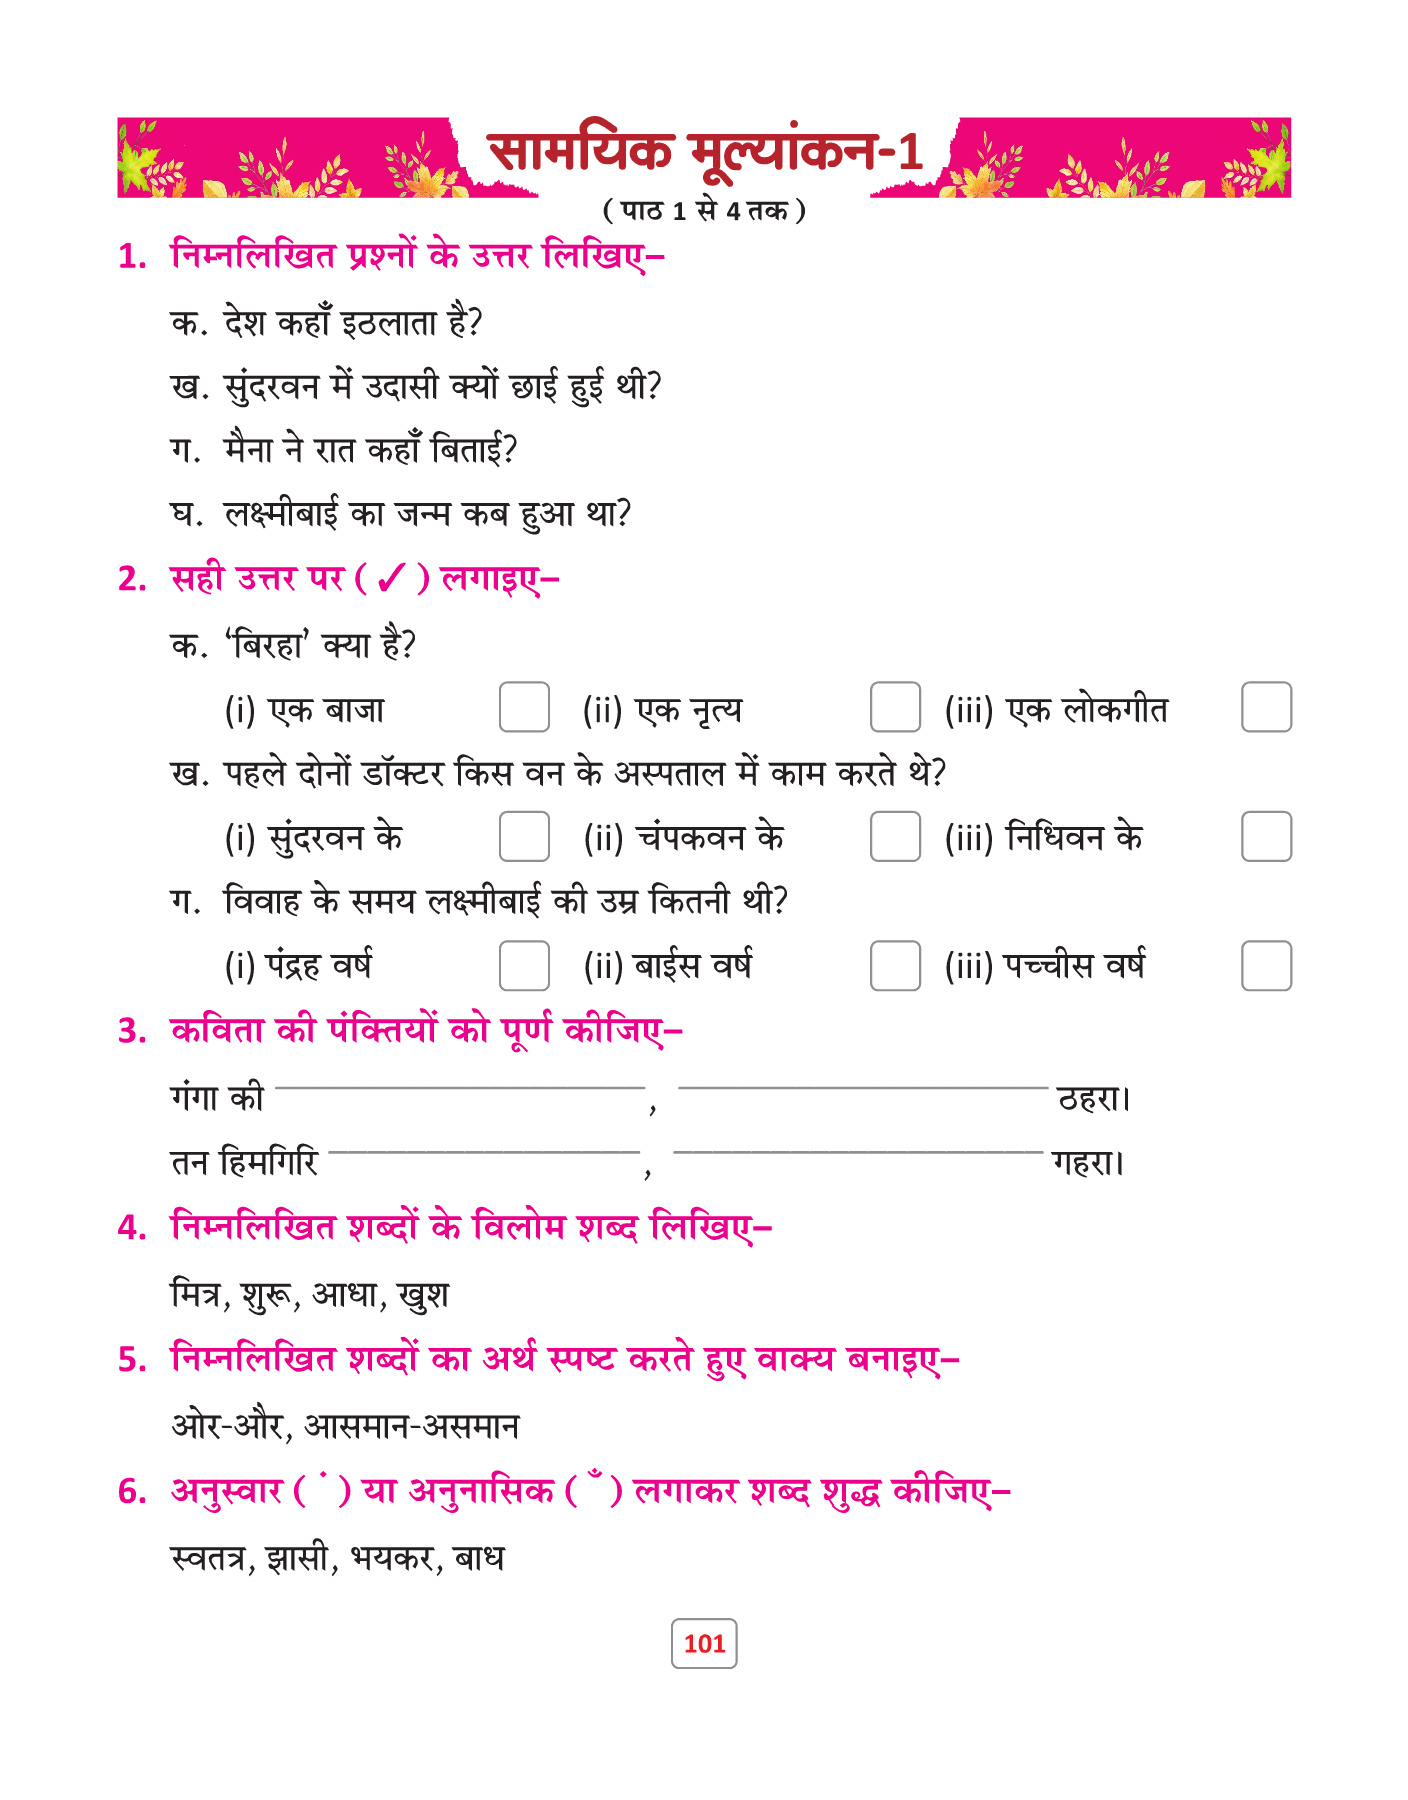 सामयिक मूल्यांकन-1
( पाठ 1 से 4 तक )
1. निम्नलिखित प्रश्नों के उत्तर लिखिए–
क. देश कहाँ इठलाता है?
ख. सुंदरवन में उदासी क्यों छाई हुई थी?
ग. मैना ने रात कहाँ बिताई?
घ. लक्ष्मीबाई का जन्म कब हुआ था?
2. सही उत्तर पर ( ✓ ) लगाइए–
क. ‘बिरहा’ क्या है?
(i) एक बाजा (ii) एक नृत्य (iii) एक लोकगीत
ख. पहले दोनों डॉक्टर किस वन के अस्पताल में काम करते थे?
(i) सुंदरवन के (ii) चंपकवन के (iii) निधिवन के
ग. विवाह के समय लक्ष्मीबाई की उम्र कितनी थी?
(i) पंद्रह वर्ष (ii) बाईस वर्ष (iii) पच्चीस वर्ष
3. कविता की पंक्तियों को पूर्ण कीजिए–
गंगा की ____________________, ____________________ ठहरा।
तन हिमगिरि ________________, ____________________ गहरा।
4. निम्नलिखित शब्दों के विलोम शब्द लिखिए–
मित्र, शुरू, आधा, खुश
5. निम्नलिखित शब्दों का अर्थ स्पष्ट करते हुए वाक्य बनाइए–
ओर-और, आसमान-असमान
6. अनुस्वार ( ं ) या अनुनासिक ( ँ ) लगाकर शब्द शुद्ध कीजिए–
स्वतत्र, झासी, भयकर, बाध
101